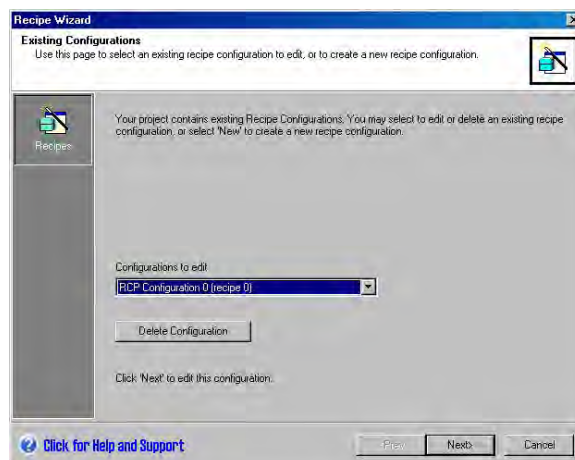 Recipe Wizard
Existing Configurations
Use this page to select an existing recipe configuration to edit, or to create a new recipe configuration.
Recipes
Your project contains existing Recipe Configurations. You may select to edit or delete an existing recipe
configuration, or select 'New' to create a new recipe configuration.
Configurations to edit
RCP Configuration 0 (recipe 0)
Delete Configuration
Click 'Next' to edit this configuration.
Click for Help and Support
Next>
Cancel